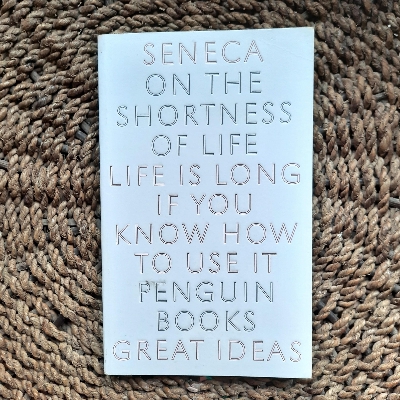 SENECA
ON THE
SHORTNESS
OF LIFE
LIFE IS LONG
IF YOU
KNOW HOW
TO USE IT
PENGUIN
BOOKS
GREAT IDEAS